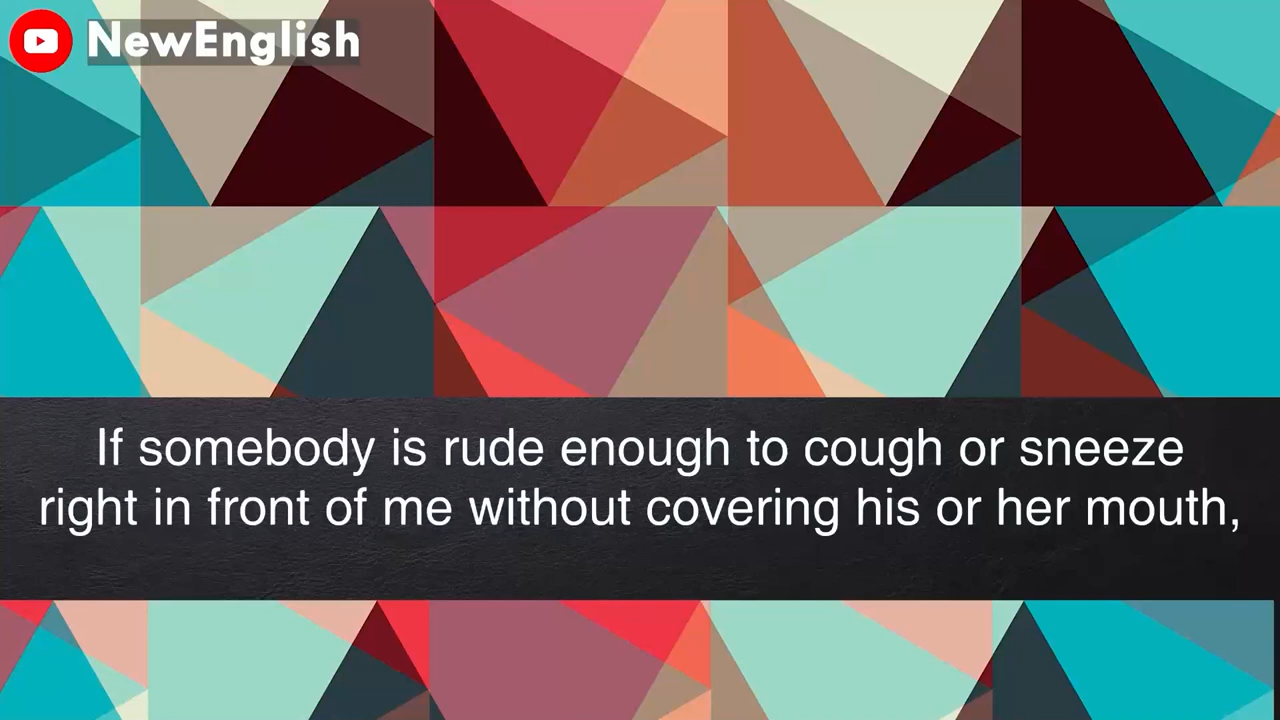 NewEnglish
If somebody is rude enough to cough or sneeze
right in front of me without covering his or her mouth,